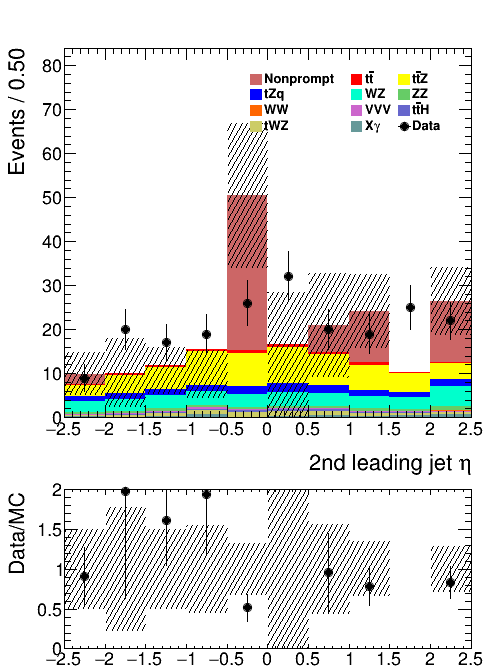 Events / 0.50
80
70
60
50
40
30
20
10
0
Nonprompt tt̄ tt̄Z
tZq WZ ZZ
WW VVV tt̄H
tWZ Xγ Data
−2.5 −2 −1.5 −1 −0.5 0 0.5 1 1.5 2 2.5
2nd leading jet η
Data/MC
2
1.5
1
0.5
0
−2.5 −2 −1.5 −1 −0.5 0 0.5 1 1.5 2 2.5